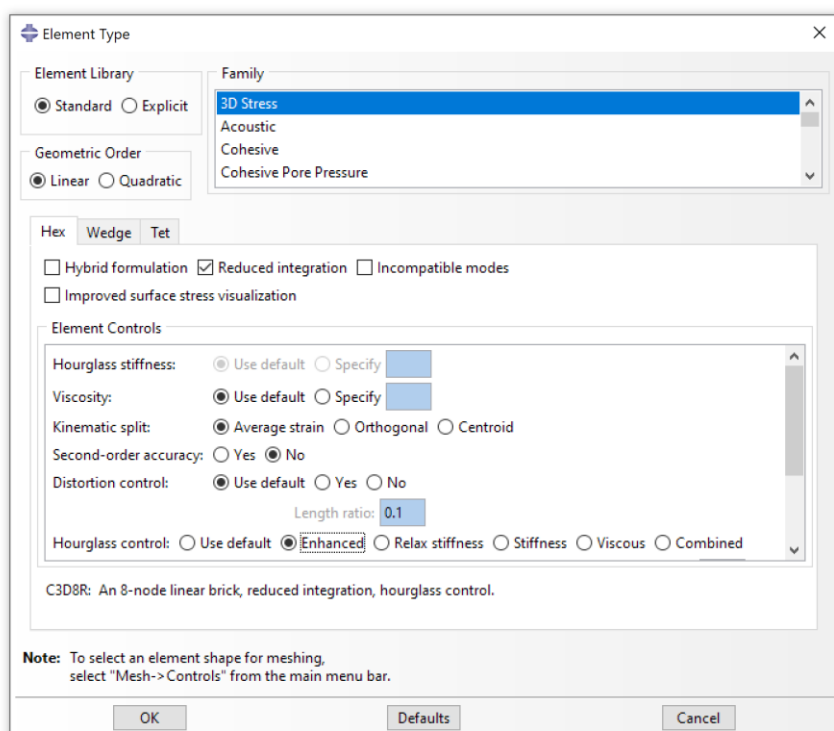 Element Type
Element Library
Standard Explicit
Family
3D Stress
Acoustic
Cohesive
Cohesive Pore Pressure
Geometric Order
Linear Quadratic
Hex Wedge Tet
Hybrid formulation Reduced integration Incompatible modes
Improved surface stress visualization
Element Controls
Hourglass stiffness: Use default Specify
Viscosity: Use default Specify
Kinematic split: Average strain Orthogonal Centroid
Second-order accuracy: Yes No
Distortion control: Use default Yes No
Length ratio: 0.1
Hourglass control: Use default Enhanced Relax stiffness Stiffness Viscous Combined
C3D8R: An 8-node linear brick, reduced integration, hourglass control.
Note: To select an element shape for meshing,
select "Mesh->Controls" from the main menu bar.
OK Defaults Cancel